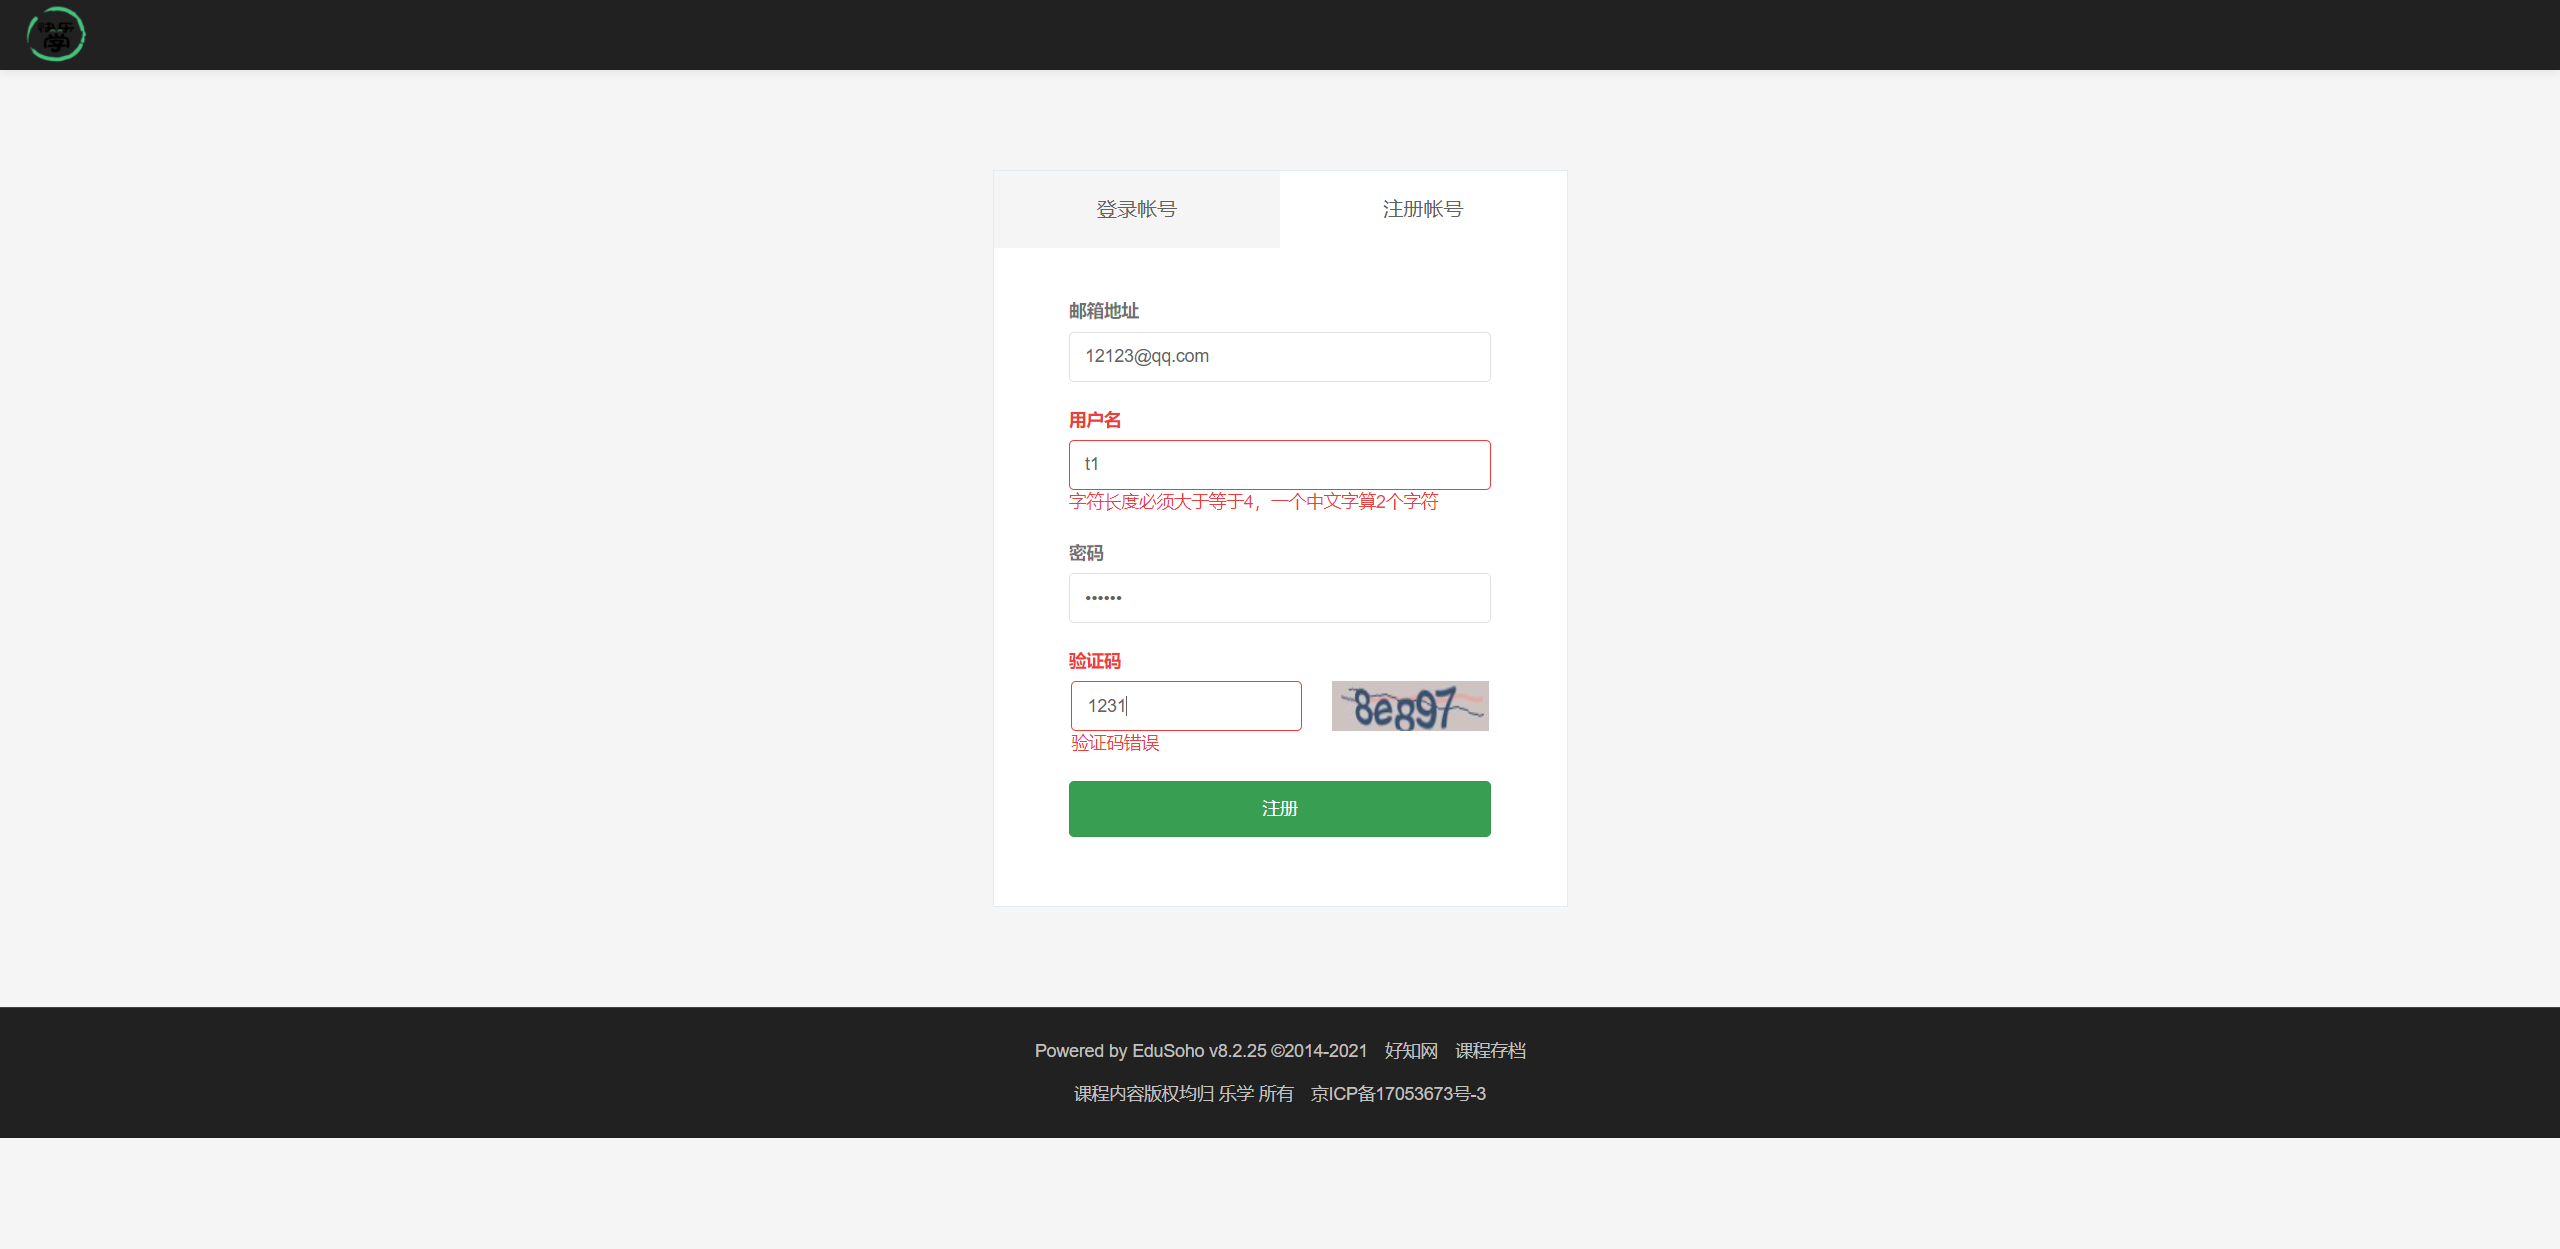 登录帐号
注册帐号
邮箱地址
12123@qq.com
用户名
t1
字符长度必须大于等于4，一个中文字算2个字符
密码
••••••
验证码
1231
8e897
验证码错误
注册
Powered by EduSoho v8.2.25 ©2014-2021 好知网 课程存档
课程内容版权均归 乐学 所有 京ICP备17053673号-3